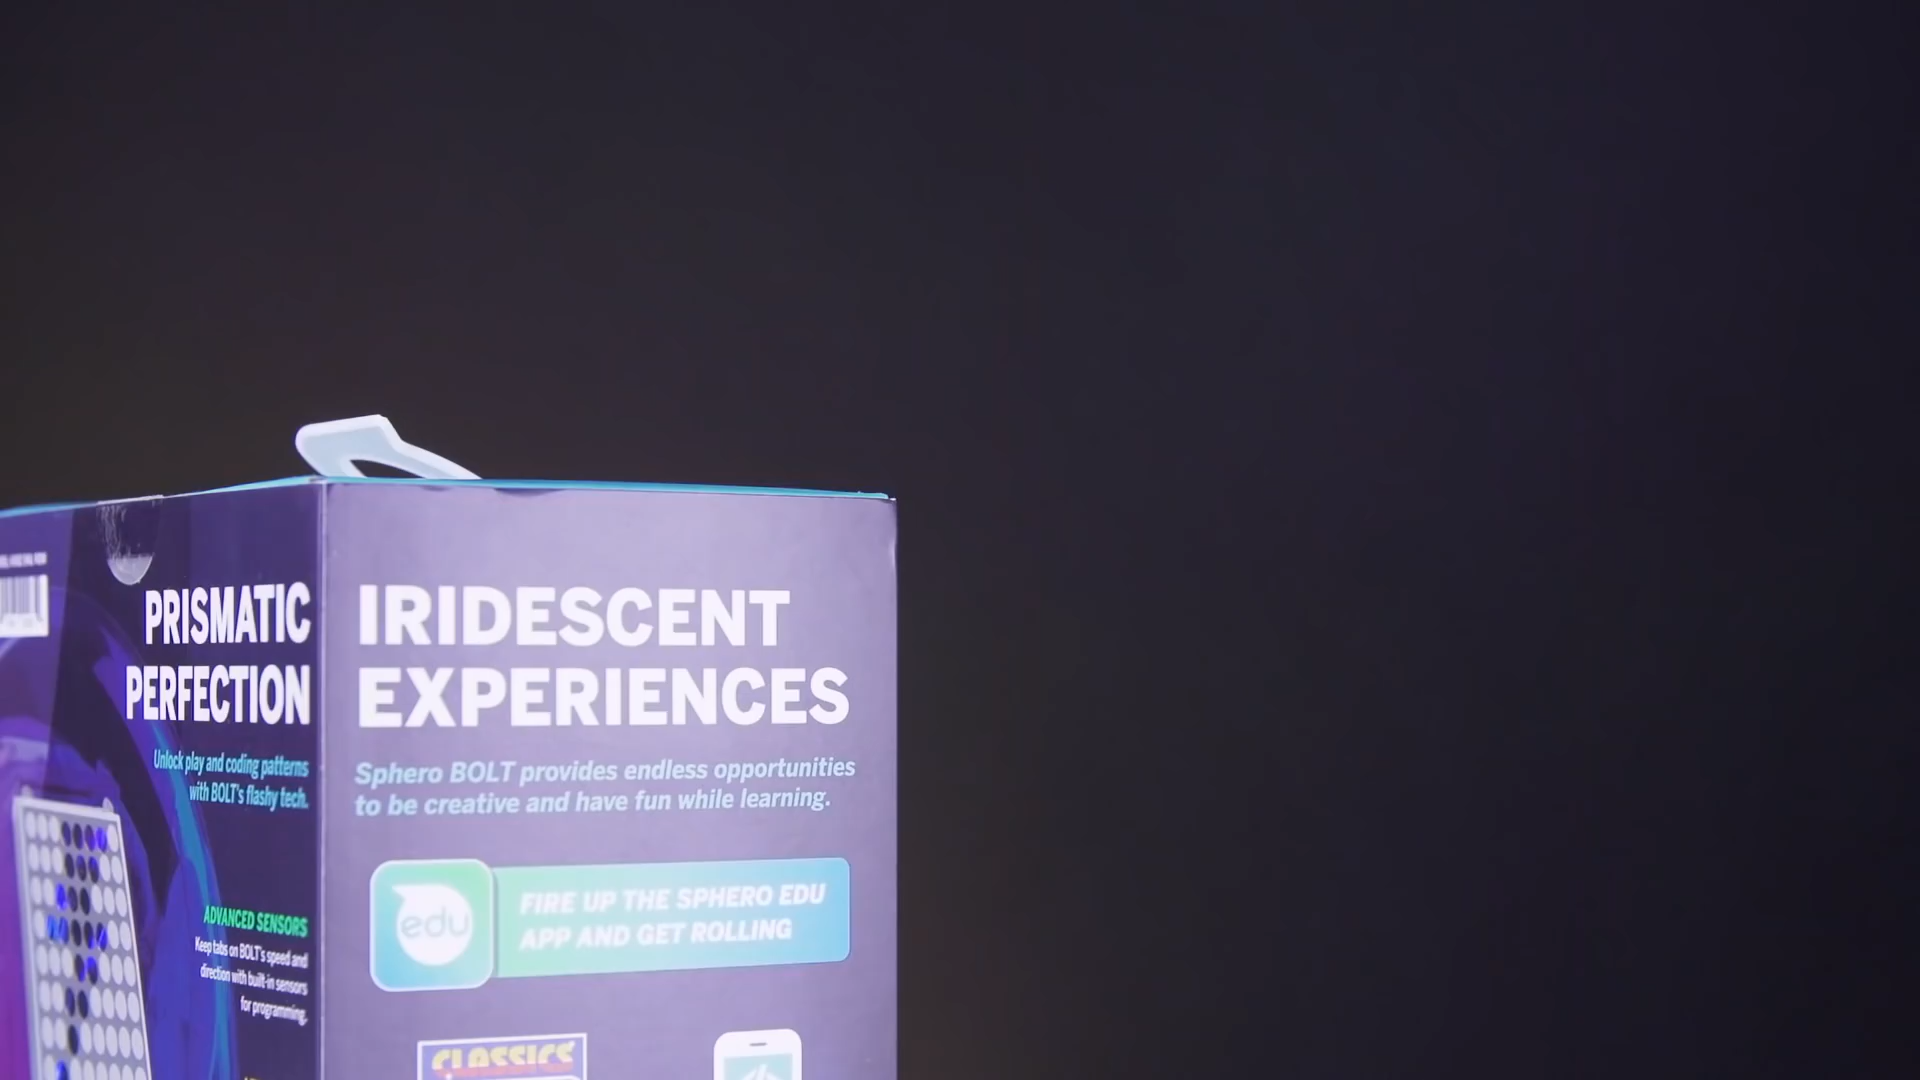 PRISMATIC
PERFECTION
Unlock play and coding patterns
with BOLT's flashy tech.
ADVANCED SENSORS
Keep tabs on BOLT's speed and
direction with built-in sensors
for programming.
IRIDESCENT
EXPERIENCES
Sphero BOLT provides endless opportunities
to be creative and have fun while learning.
edu
FIRE UP THE SPHERO EDU
APP AND GET ROLLING
CLASSICS